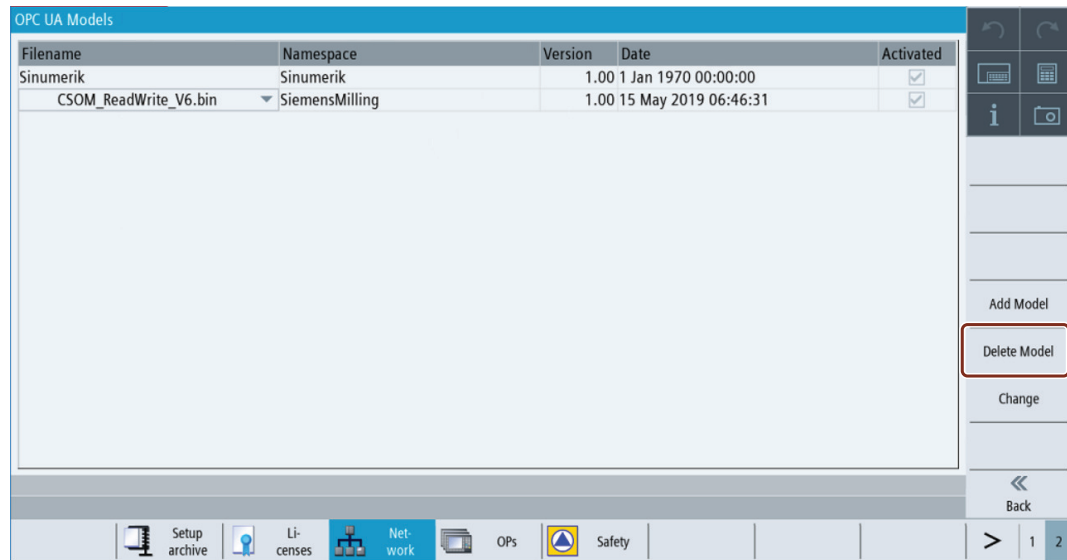 OPC UA Models
Filename Namespace Version Date Activated
Sinumerik Sinumerik 1.00 1 Jan 1970 00:00:00
CSOM_ReadWrite_V6.bin SiemensMilling 1.00 15 May 2019 06:46:31
i
Add Model
Delete Model
Change
Back
Setup
archive
Li-
censes
Net-
work
OPs
Safety
> 1 2